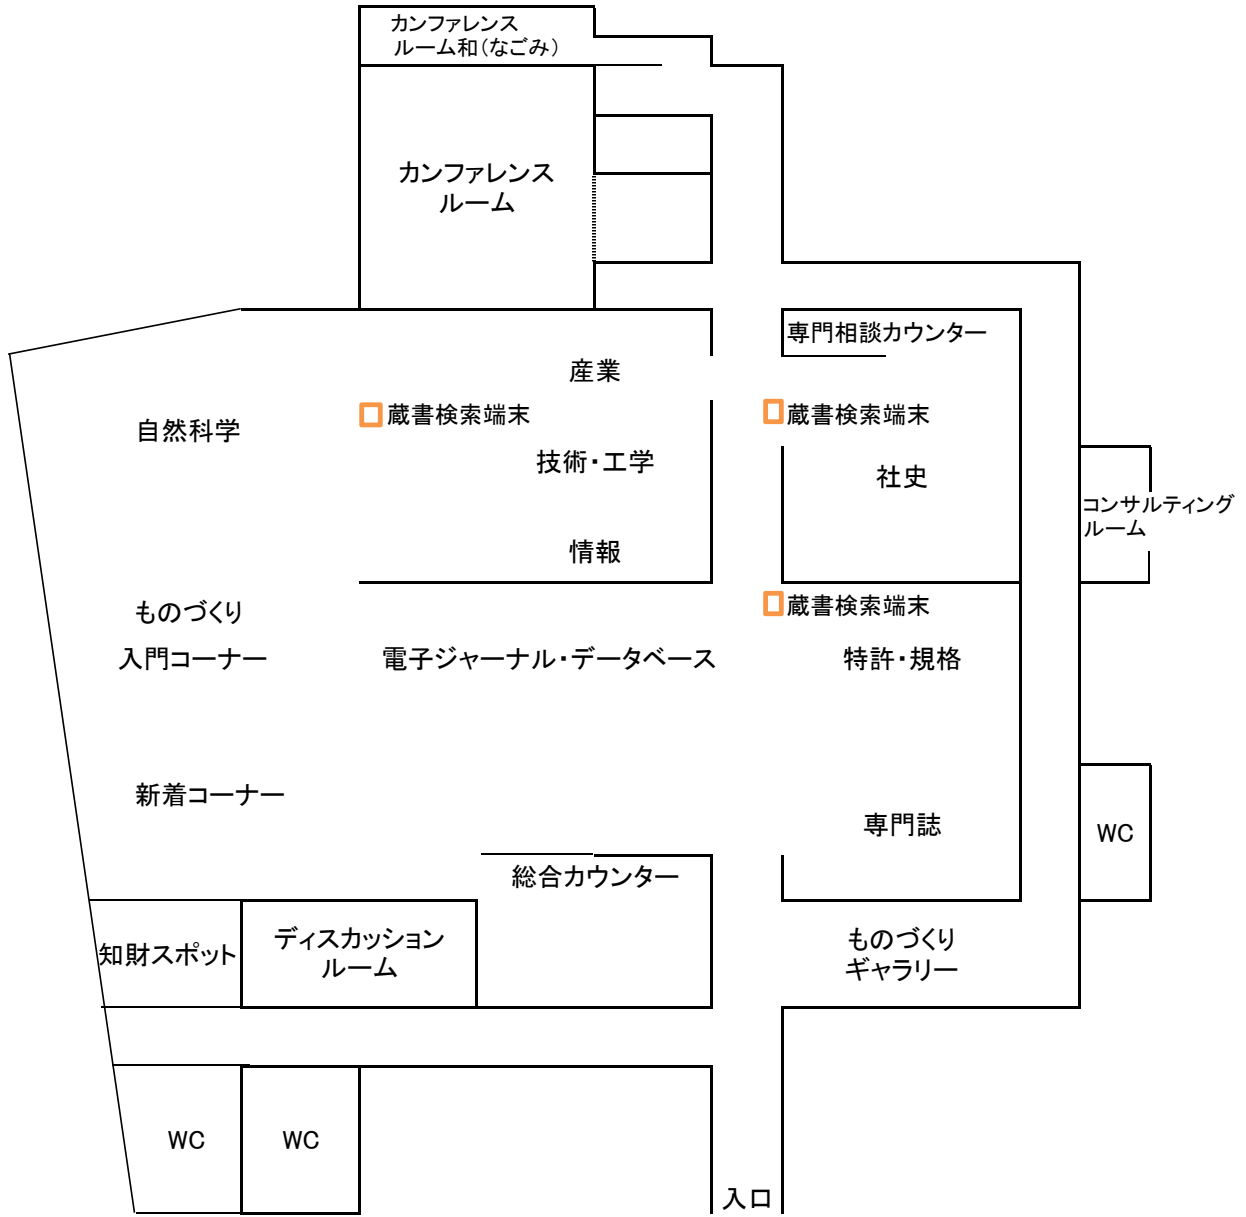 カンファレンス
ルーム和(なごみ)
カンファレンス
ルーム
専門相談カウンター
産業
蔵書検索端末
蔵書検索端末
自然科学
技術・工学
社史
コンサルティング
ルーム
情報
蔵書検索端末
ものづくり
入門コーナー
電子ジャーナル・データベース
特許・規格
新着コーナー
専門誌
WC
総合カウンター
知財スポット
ディスカッション
ルーム
ものづくり
ギャラリー
WC
WC
入口